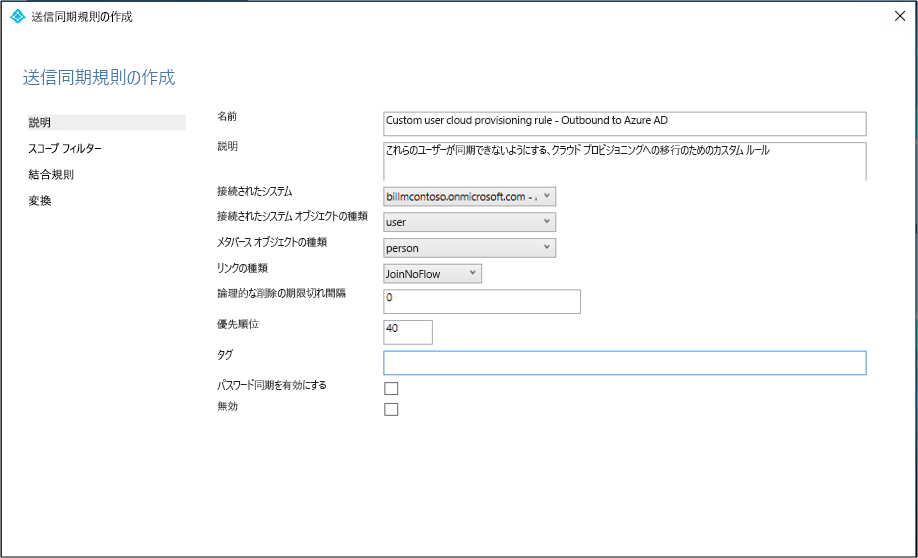 送信同期規則の作成
送信同期規則の作成
説明
スコープ フィルター
結合規則
変換
名前
Custom user cloud provisioning rule - Outbound to Azure AD
説明
これらのユーザーが同期できないようにする、クラウド プロビジョニングへの移行のためのカスタム ルール
接続されたシステム
billmcontoso.onmicrosoft.com -
接続されたシステム オブジェクトの種類
user
メタバース オブジェクトの種類
person
リンクの種類
JoinNoFlow
論理的な削除の期限切れ間隔
0
優先順位
40
タグ
パスワード同期を有効にする
無効